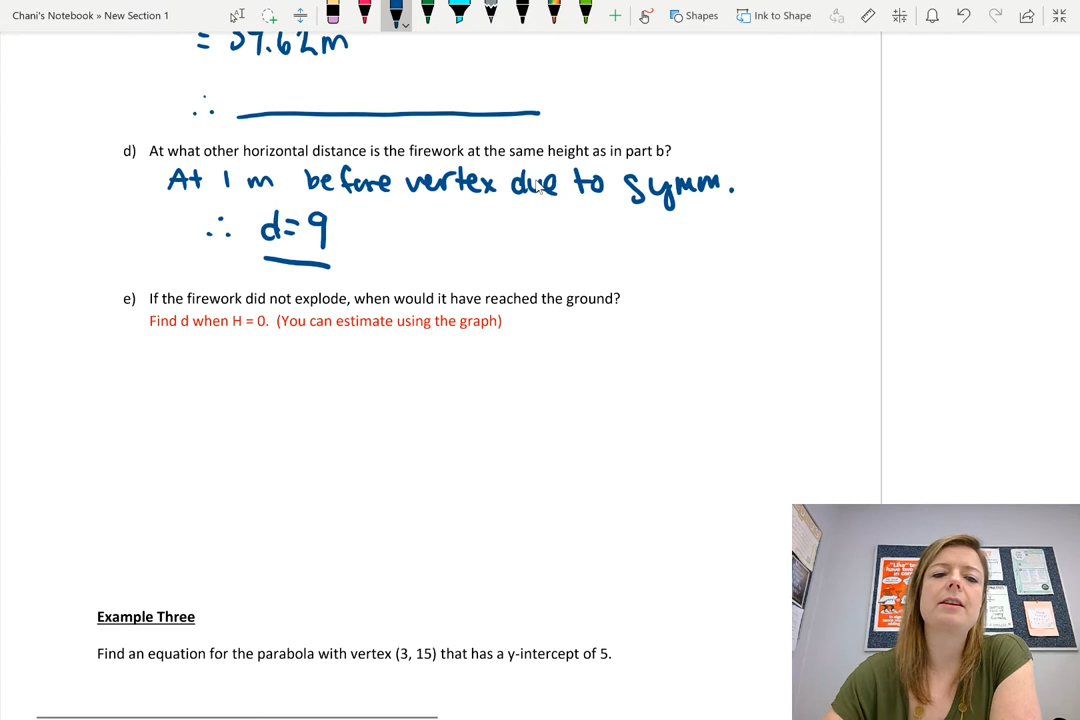 Chani's Notebook » New Section 1
Shapes
Ink to Shape
= 37.62m
∴
d) At what other horizontal distance is the firework at the same height as in part b?
At 1 m before vertex due to symm.
∴ d=9
e) If the firework did not explode, when would it have reached the ground?
Find d when H = 0. (You can estimate using the graph)
Example Three
Find an equation for the parabola with vertex (3, 15) that has a y-intercept of 5.
"Like"